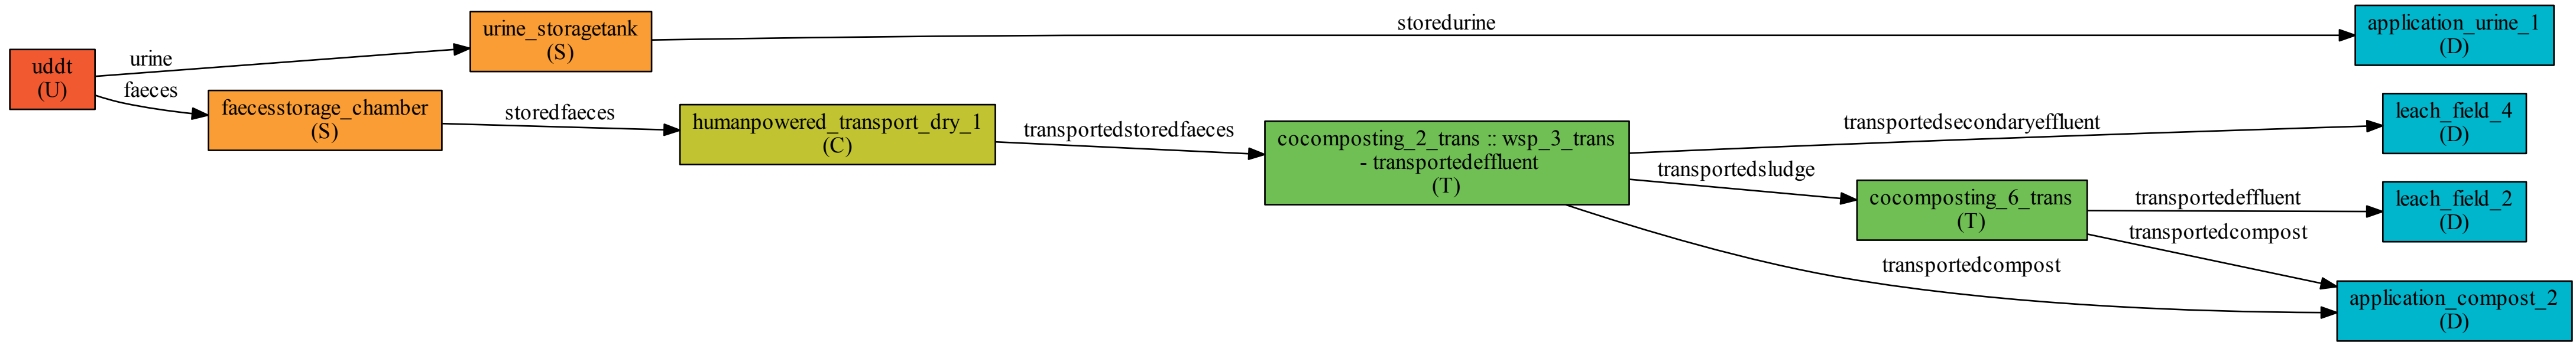 uddt
(U)
urine
faeces
urine_storagetank
(S)
faecesstorage_chamber
(S)
storedurine
storedfaeces
humanpowered_transport_dry_1
(C)
transportedstoredfaeces
cocomposting_2_trans :: wsp_3_trans
- transportedeffluent
(T)
transportedsecondaryeffluent
transportedsludge
transportedcompost
cocomposting_6_trans
(T)
transportedeffluent
transportedcompost
application_urine_1
(D)
leach_field_4
(D)
leach_field_2
(D)
application_compost_2
(D)